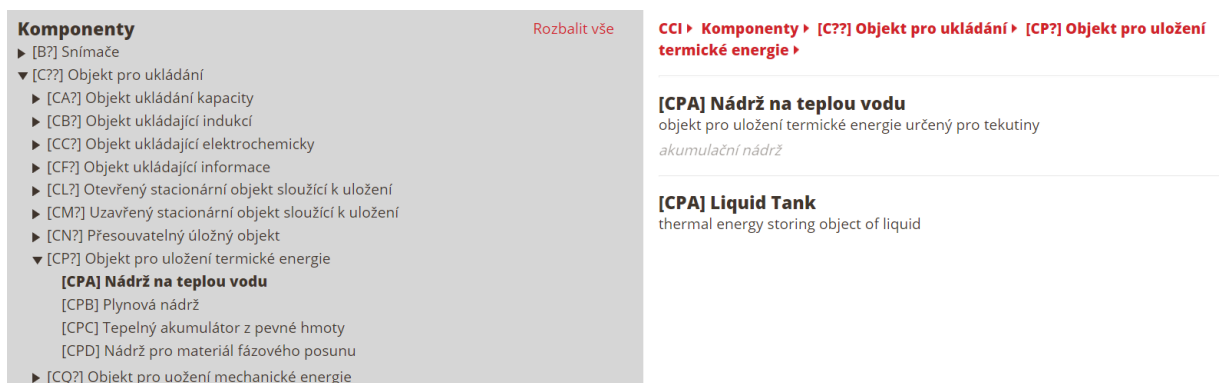 Komponenty
Rozbalit vše
[B?] Snímače
[C??] Objekt pro ukládání
[CA?] Objekt ukládání kapacity
[CB?] Objekt ukládající indukcí
[CC?] Objekt ukládající elektrochemicky
[CF?] Objekt ukládající informace
[CL?] Otevřený stacionární objekt sloužící k uložení
[CM?] Uzavřený stacionární objekt sloužící k uložení
[CN?] Přesouvatelný úložný objekt
[CP?] Objekt pro uložení termické energie
[CPA] Nádrž na teplou vodu
[CPB] Plynová nádrž
[CPC] Tepelný akumulátor z pevné hmoty
[CPD] Nádrž pro materiál fázového posunu
[CQ?] Objekt pro uožení mechanické energie
CCI Komponenty [C??] Objekt pro ukládání [CP?] Objekt pro uložení
termické energie
[CPA] Nádrž na teplou vodu
objekt pro uložení termické energie určený pro tekutiny
akumulační nádrž
[CPA] Liquid Tank
thermal energy storing object of liquid